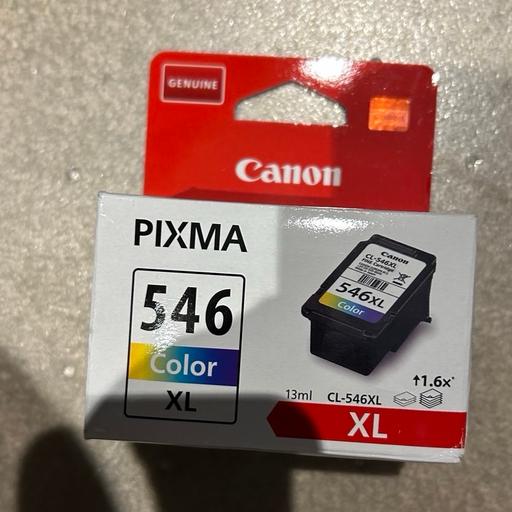 GENUINE
Canon
PIXMA
546
Color
XL
Canon
CL-546XL
546XL
Color
13ml CL-546XL
↑1.6x*
XL